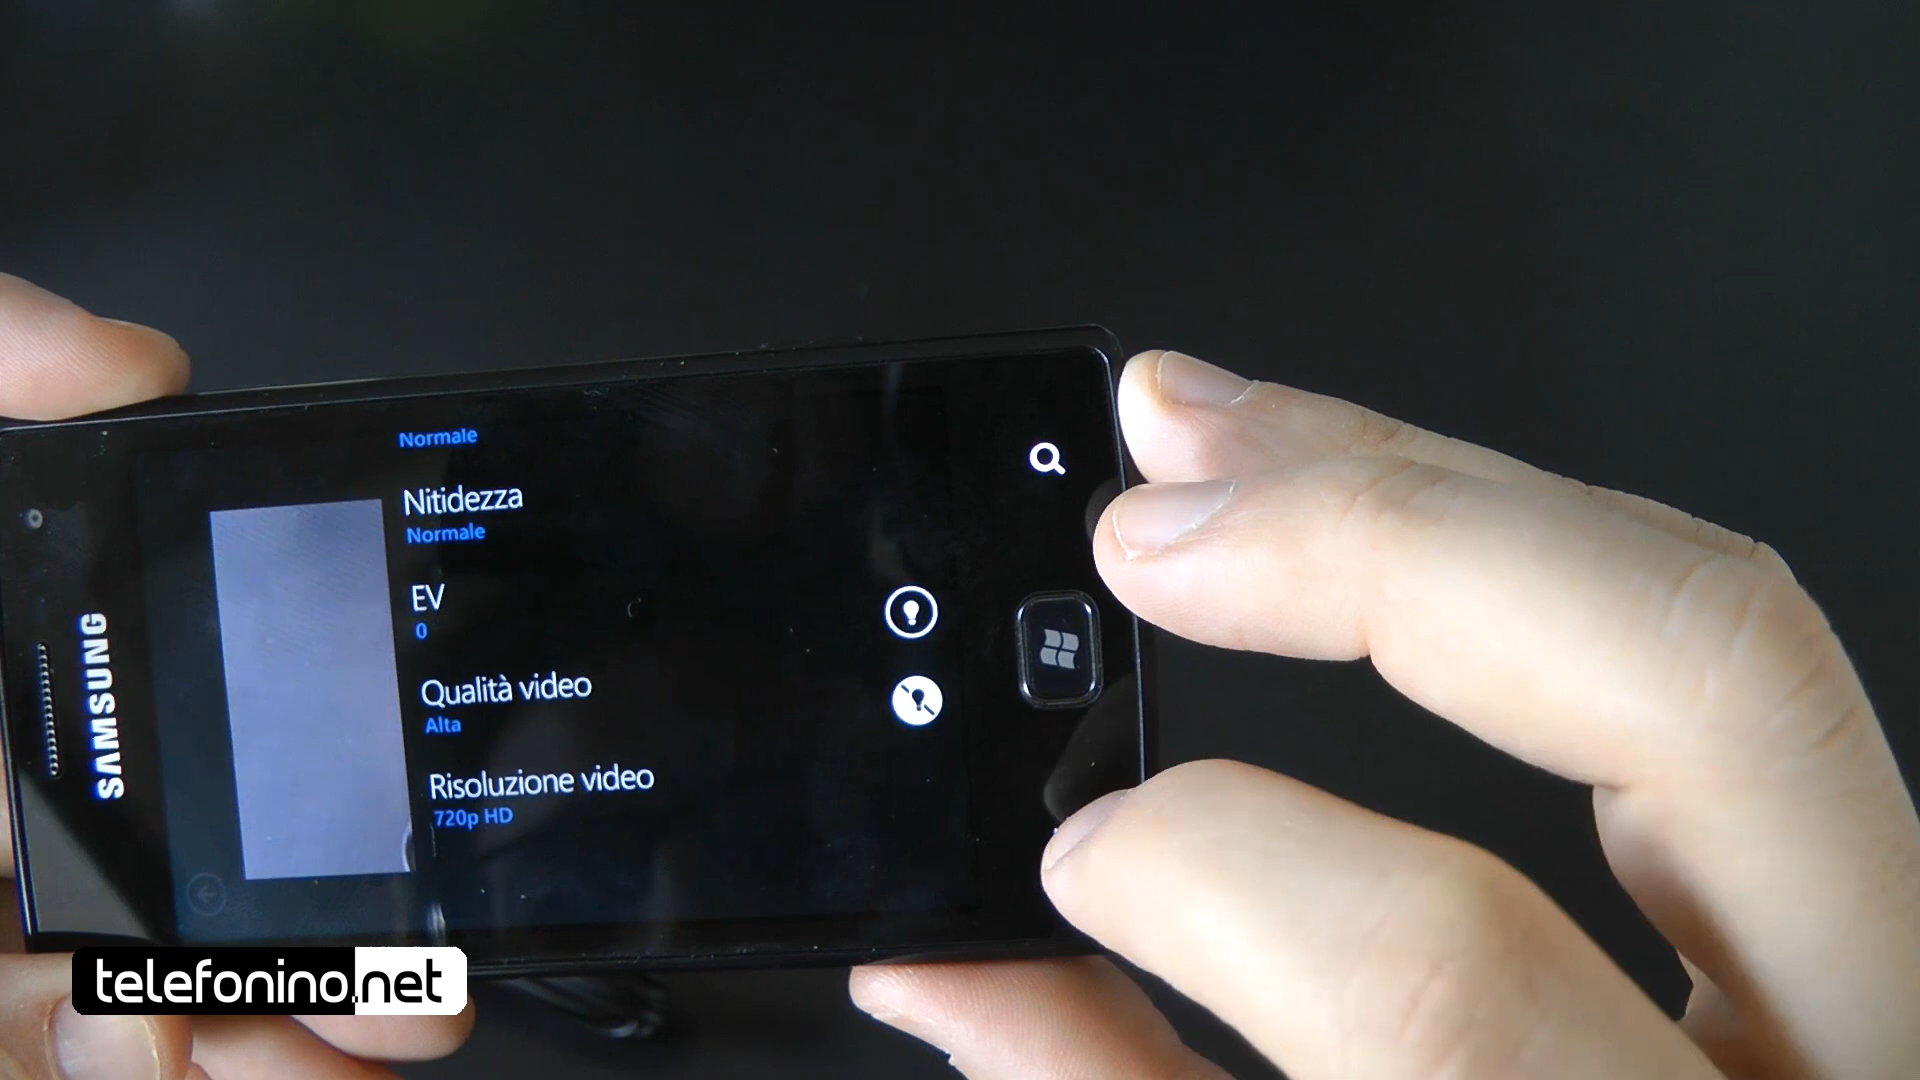 Normale
Nitidezza
Normale
EV
0
Qualità video
Alta
Risoluzione video
720p HD
SAMSUNG
telefonino.net